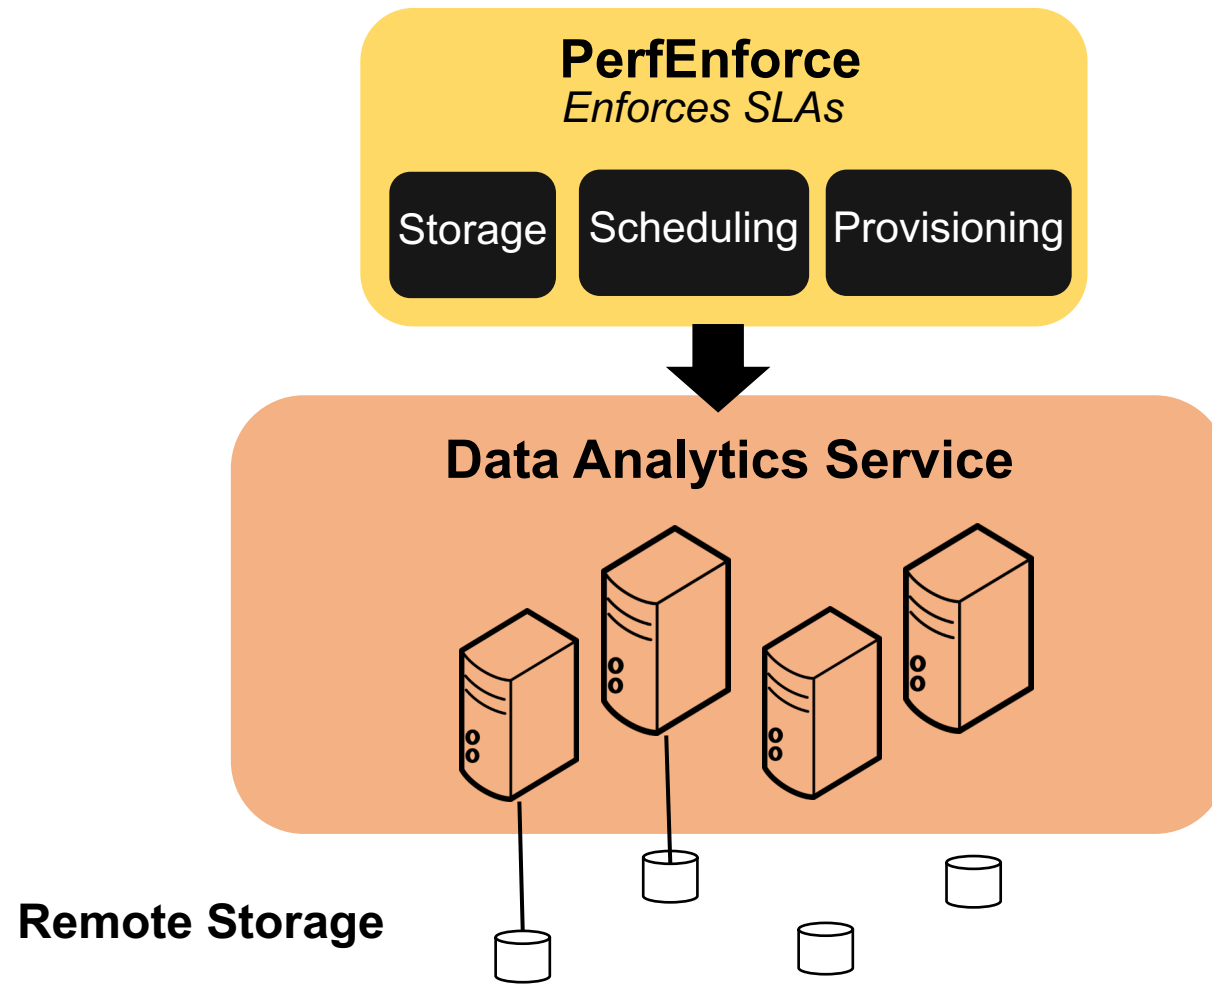 PerfEnforce
Enforces SLAs
Storage
Scheduling
Provisioning
Data Analytics Service
Remote Storage